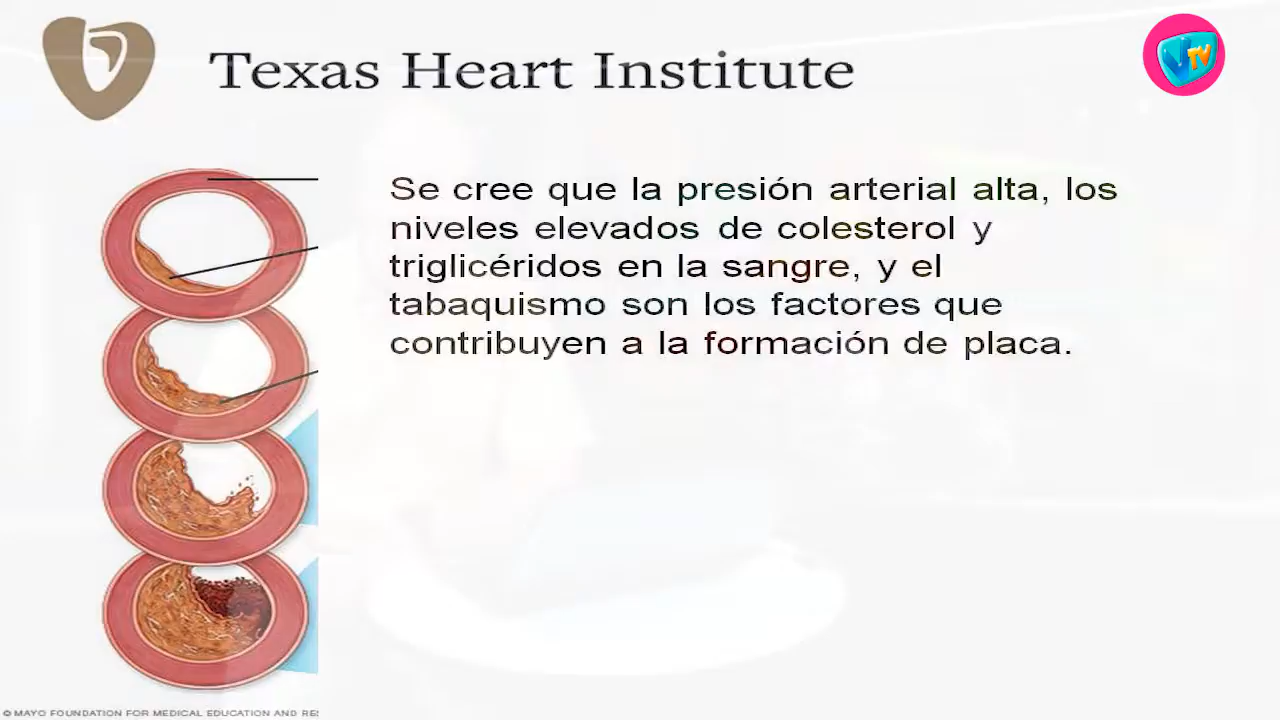 Texas Heart Institute
TV
Se cree que la presión arterial alta, los
niveles elevados de colesterol y
triglicéridos en la sangre, y el
tabaquismo son los factores que
contribuyen a la formación de placa.
© MAYO FOUNDATION FOR MEDICAL EDUCATION AND